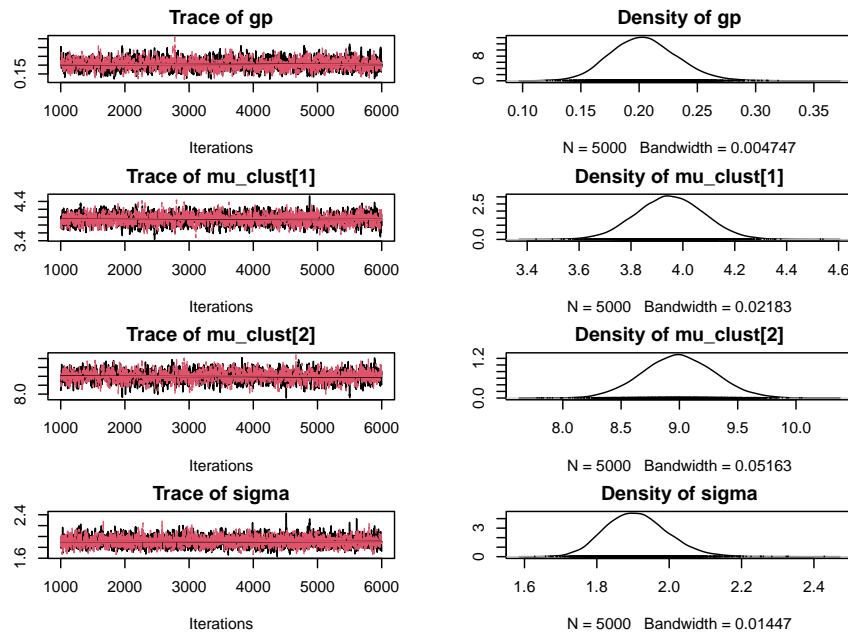 Trace of gp
0.15
1000 2000 3000 4000 5000 6000
Iterations
Density of gp
0 8
0.10 0.15 0.20 0.25 0.30 0.35
N = 5000 Bandwidth = 0.004747
Trace of mu_clust[1]
3.4 4.4
1000 2000 3000 4000 5000 6000
Iterations
Density of mu_clust[1]
0.0 2.5
3.4 3.6 3.8 4.0 4.2 4.4 4.6
N = 5000 Bandwidth = 0.02183
Trace of mu_clust[2]
8.0
1000 2000 3000 4000 5000 6000
Iterations
Density of mu_clust[2]
0.0 1.2
8.0 8.5 9.0 9.5 10.0
N = 5000 Bandwidth = 0.05163
Trace of sigma
1.6 2.4
1000 2000 3000 4000 5000 6000
Iterations
Density of sigma
0 3
1.6 1.8 2.0 2.2 2.4
N = 5000 Bandwidth = 0.01447